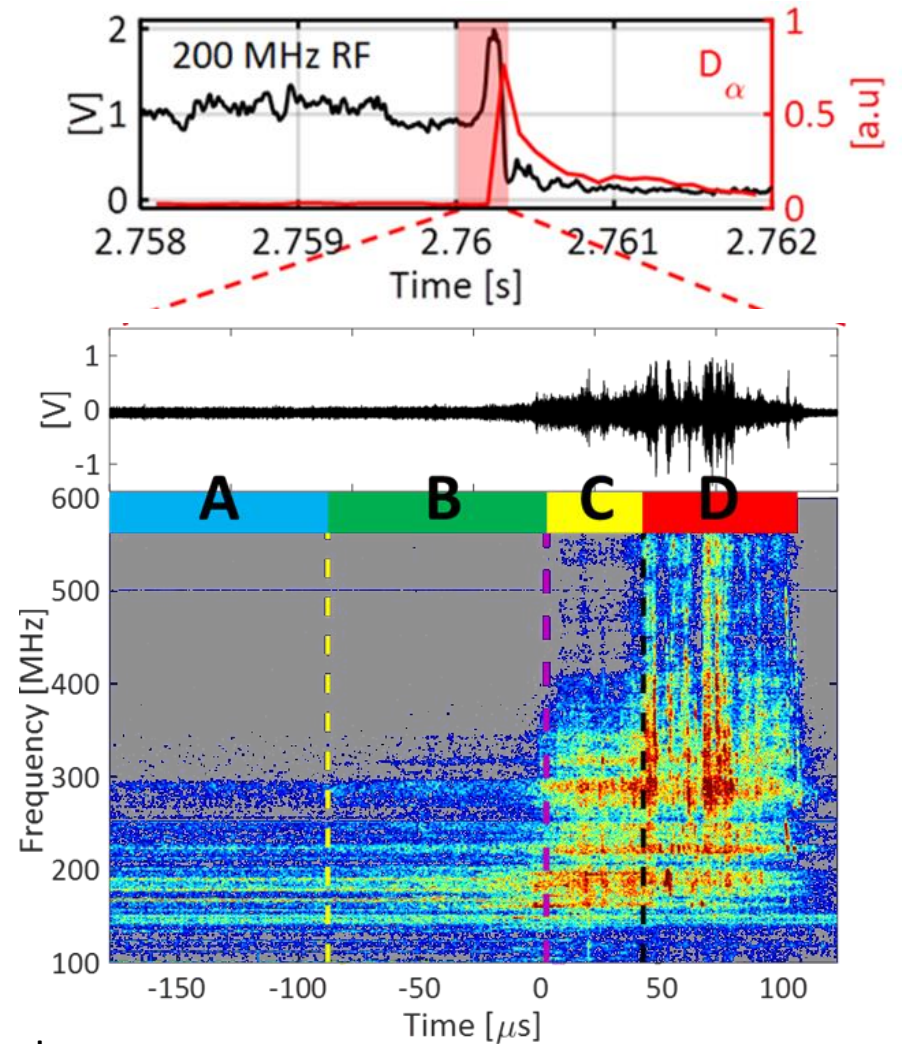 200 MHz RF
D α
[V]
2
1
0
1
0.5
0
[a.u]
2.758 2.759 2.76 2.761 2.762
Time [s]
[V]
1
0
-1
A B C D
Frequency [MHz]
600
500
400
300
200
100
-150 -100 -50 0 50 100
Time [μs]